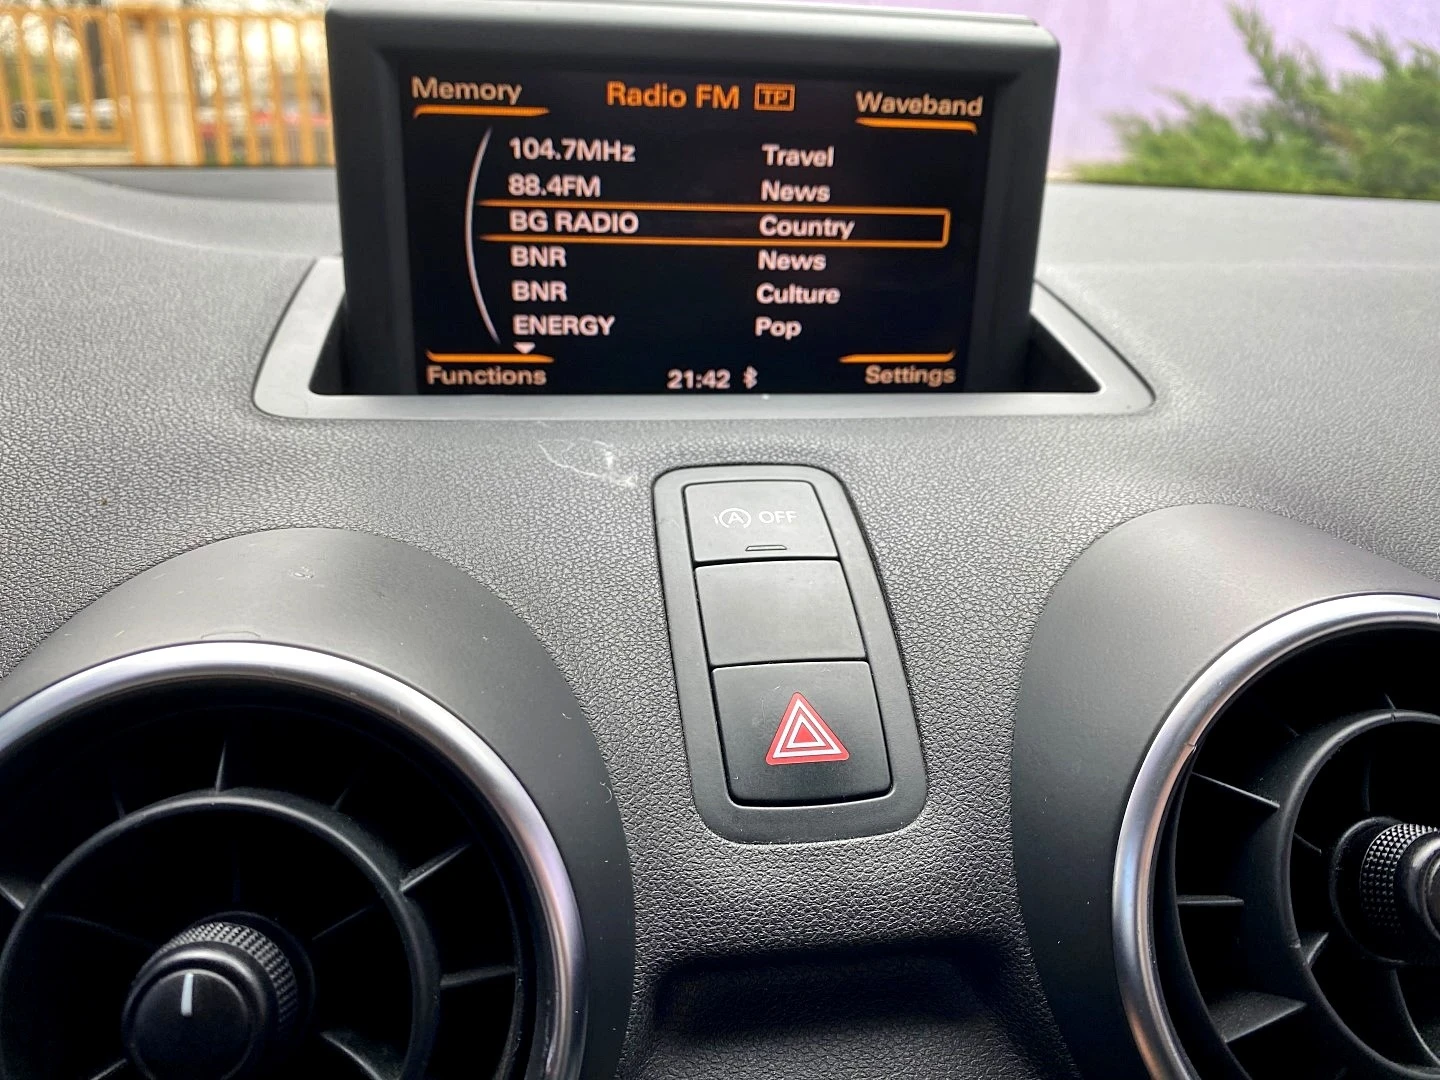 Memory Radio FM TP Waveband
104.7MHz Travel
88.4FM News
BG RADIO Country
BNR News
BNR Culture
ENERGY Pop
Functions 21:42 Settings
A OFF